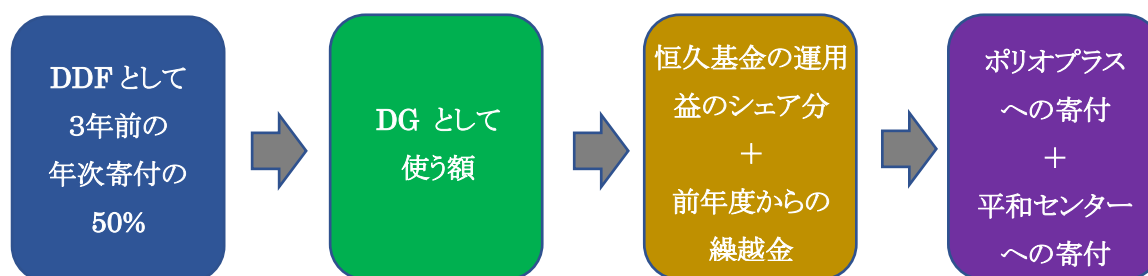 DDF として
3年前の
年次寄付の
50%
DG として
使う額
恒久基金の運用
益のシェア分
＋
前年度からの
繰越金
ポリオプラス
への寄付
＋
平和センター
への寄付